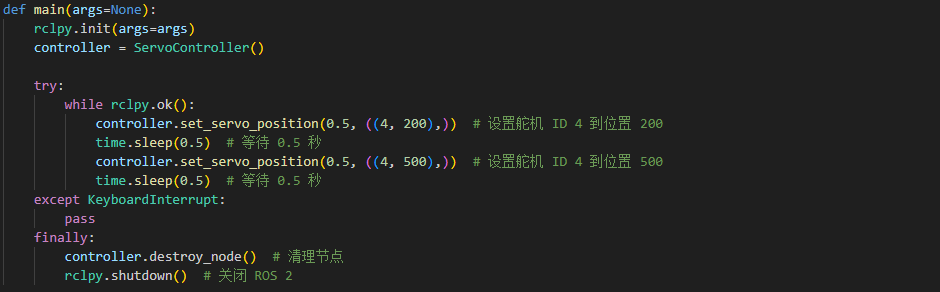 def main(args=None):
    rclpy.init(args=args)
    controller = ServoController()

    try:
        while rclpy.ok():
            controller.set_servo_position(0.5, ((4, 200),))  # 设置舵机 ID 4 到位置 200
            time.sleep(0.5)  # 等待 0.5 秒
            controller.set_servo_position(0.5, ((4, 500),))  # 设置舵机 ID 4 到位置 500
            time.sleep(0.5)  # 等待 0.5 秒
    except KeyboardInterrupt:
        pass
    finally:
        controller.destroy_node()  # 清理节点
        rclpy.shutdown()  # 关闭 ROS 2